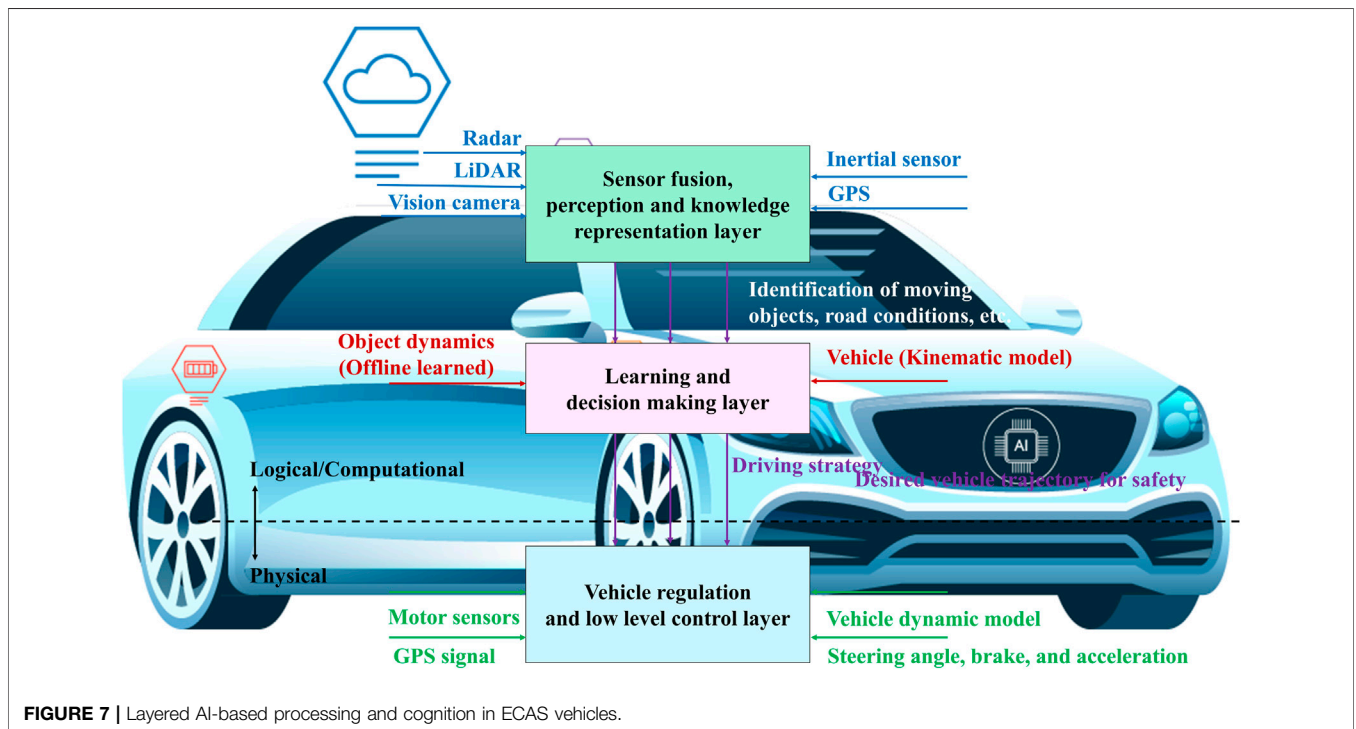 Radar
LiDAR
Vision camera
Sensor fusion,
perception and knowledge
representation layer
Inertial sensor
GPS
Identification of moving
objects, road conditions, etc.
Object dynamics
(Offline learned)
Learning and
decision making layer
Vehicle (Kinematic model)
AI
Logical/Computational
Driving strategy
Desired vehicle trajectory for safety
Physical
Vehicle regulation
and low level control layer
Motor sensors
GPS signal
Vehicle dynamic model
Steering angle, brake, and acceleration
FIGURE 7 | Layered AI-based processing and cognition in ECAS vehicles.